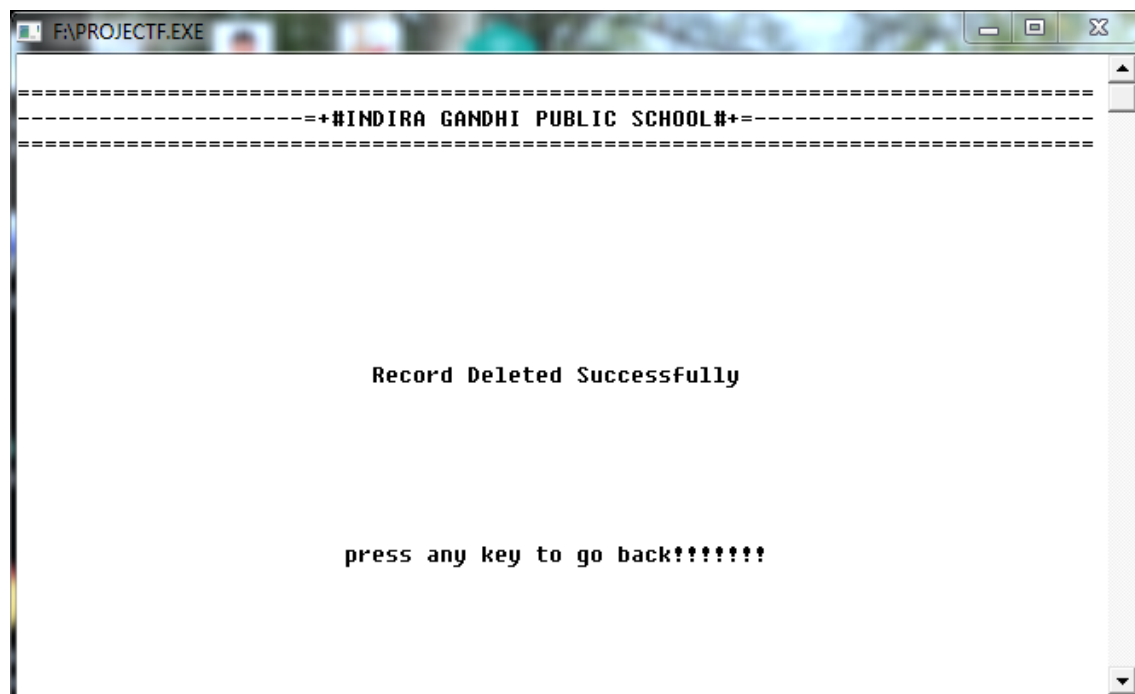 F:\PROJECTF.EXE
===============================================================================
---------------------=+#INDIRA GANDHI PUBLIC SCHOOL#+=-------------------------
===============================================================================
Record Deleted Successfully
press any key to go back!!!!!!!